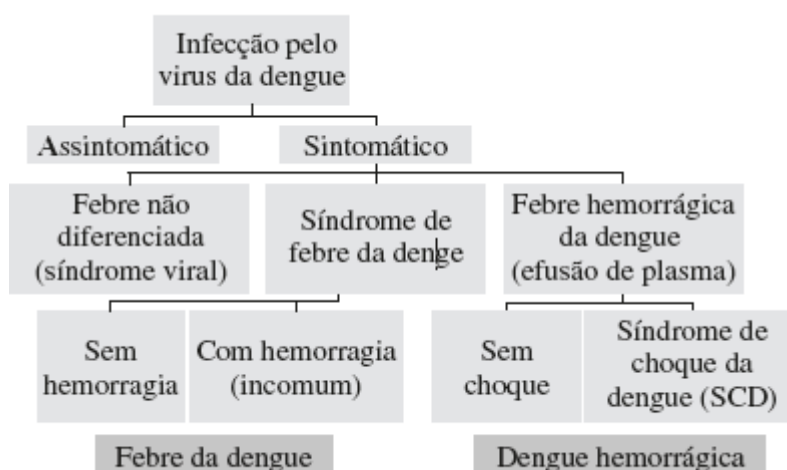 Infecção pelo
virus da dengue
Assintomático
Sintomático
Febre não
diferenciada
(síndrome viral)
Síndrome de
febre da denge
Febre hemorrágica
da dengue
(efusão de plasma)
Sem
hemorragia
Com hemorragia
(incomum)
Sem
choque
Síndrome de
choque da
dengue (SCD)
Febre da dengue
Dengue hemorrágica